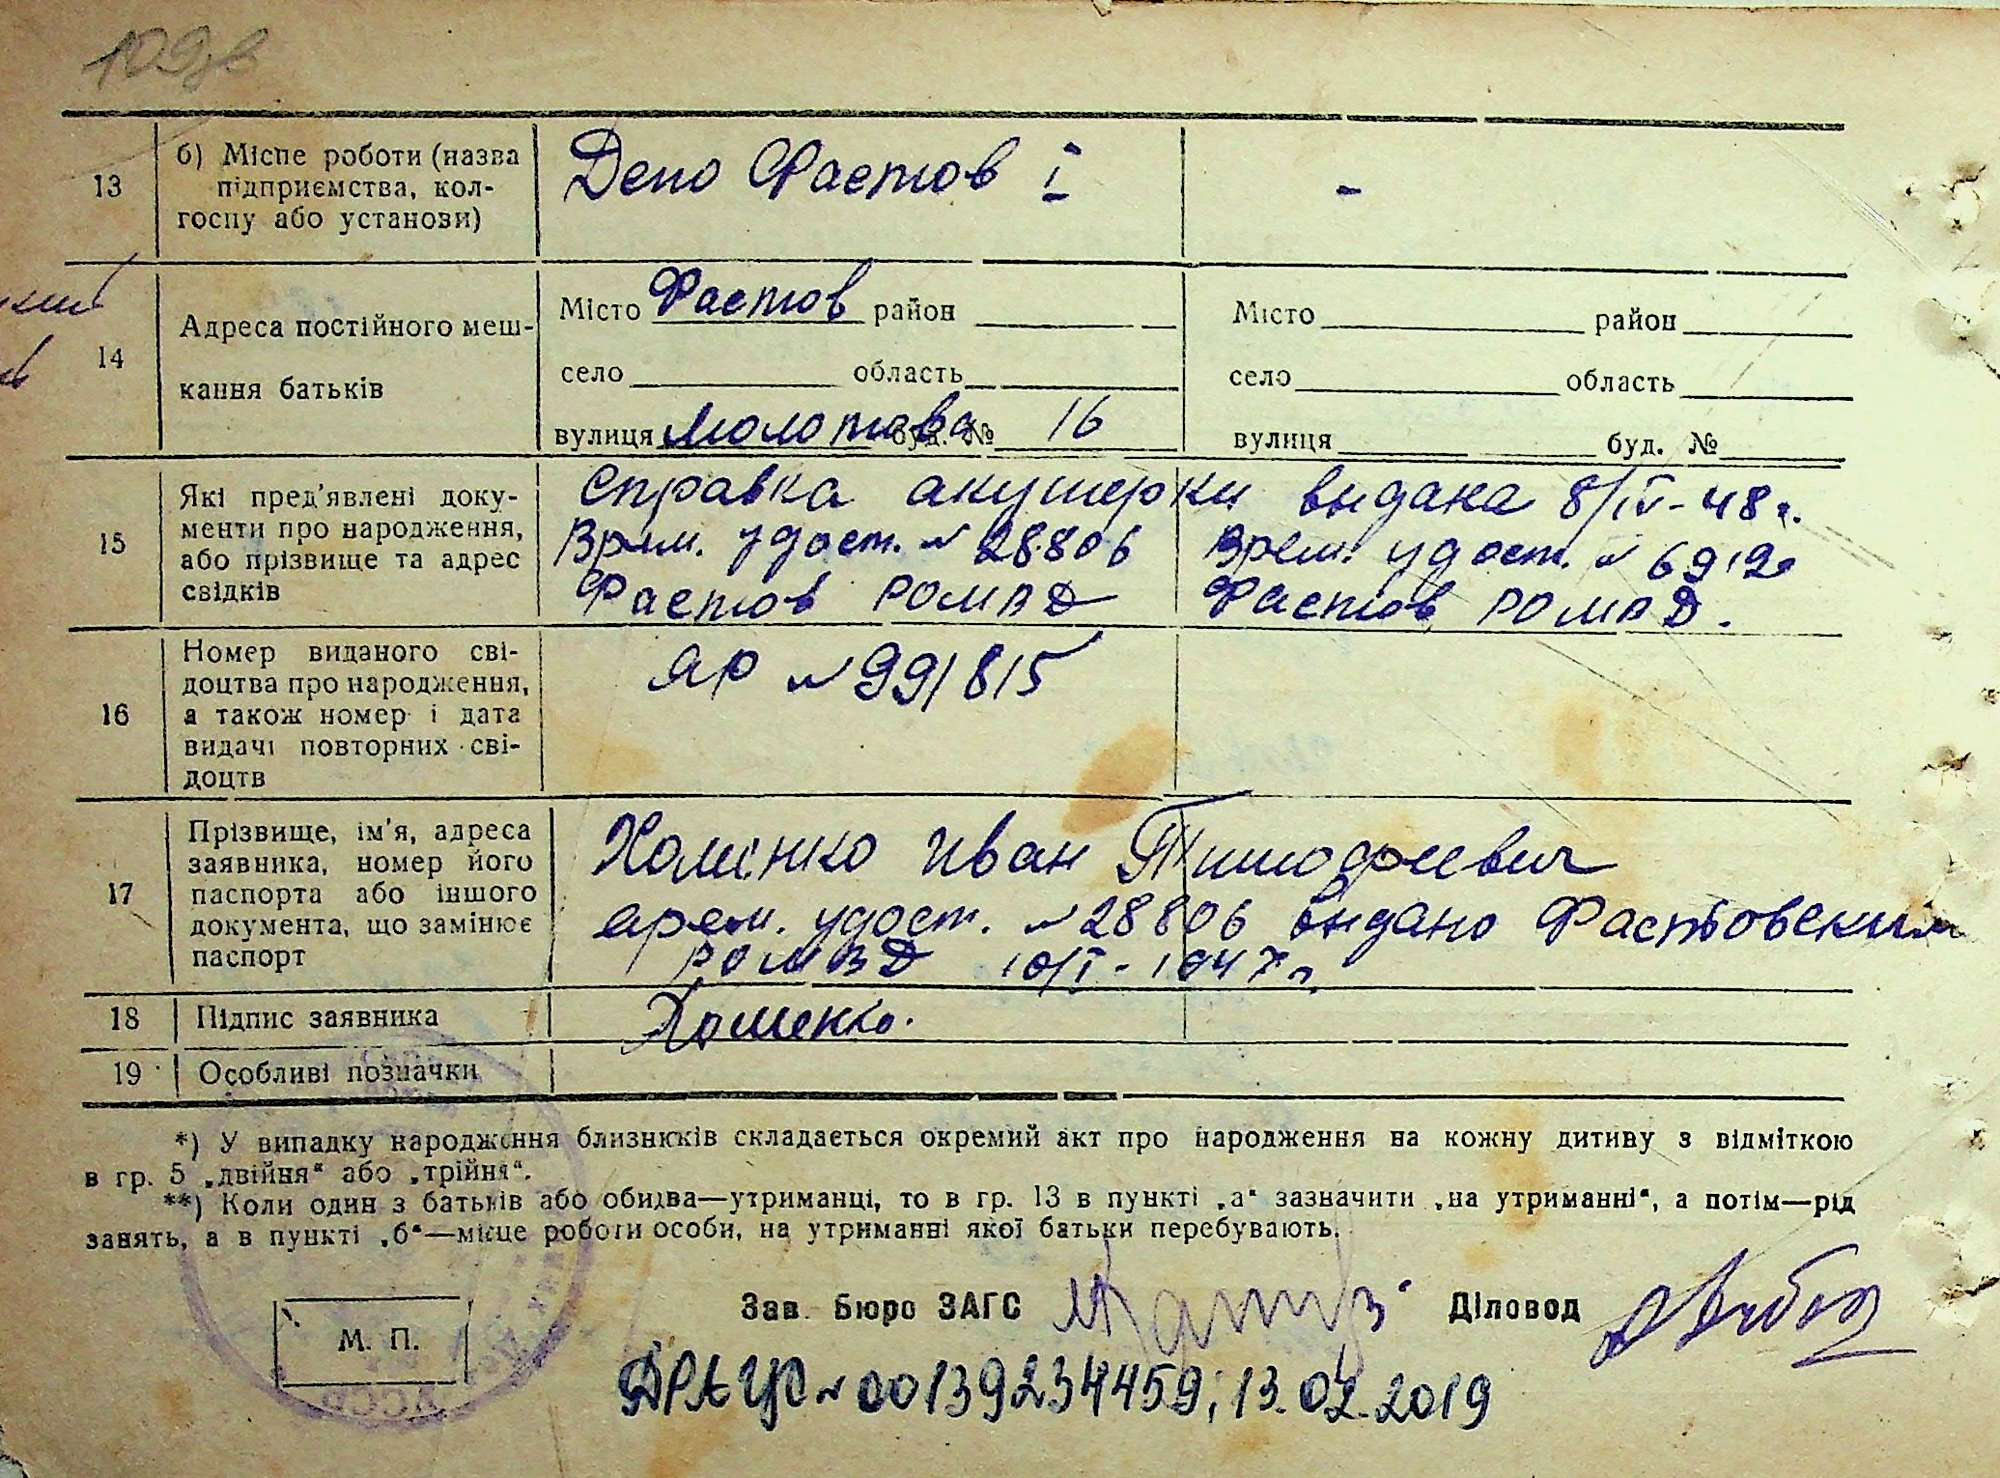 109зв
13 б) Місце роботи (назва
підприємства, кол-
госпу або установи)
Депо Фастов I
-
14 Адреса постійного меш-
кання батьків
Місто Фастов район
село область
вулиця Молотова буд. № 16
Місто район
село область
вулиця буд. №
15 Які пред'явлені доку-
менти про народження,
або прізвище та адрес
свідків
Справка акушерки выдана 8/IV-48 г.
Врем. удост. № 28806
Фастов РОМВД
Врем. удост. № 6912
Фастов РОМВД.
16 Номер виданого сві-
доцтва про народження,
а також номер і дата
видачі повторних сві-
доцтв
ЯР № 991815
17 Прізвище, ім'я, адреса
заявника, номер його
паспорта або іншого
документа, що замінює
паспорт
Хоменко Иван Тимофеевич
врем. удост. № 28806 выдано Фастовским
РОМВД 10/I-1947 г.
18 Підпис заявника
Хоменко.
19 Особливі позначки
*) У випадку народження близнюків складається окремий акт про народження на кожну дитину з відміткою
в гр. 5 „двійня“ або „трійня“.
**) Коли один з батьків або обидва—утриманці, то в гр. 13 в пункті „а“ зазначити „на утриманні“, а потім—рід
занять, а в пункті „б“—місце роботи особи, на утриманні якої батьки перебувають.
Зав. Бюро ЗАГС Діловод
М. П.
ДРАЦС № 00139234459; 13.02.2019